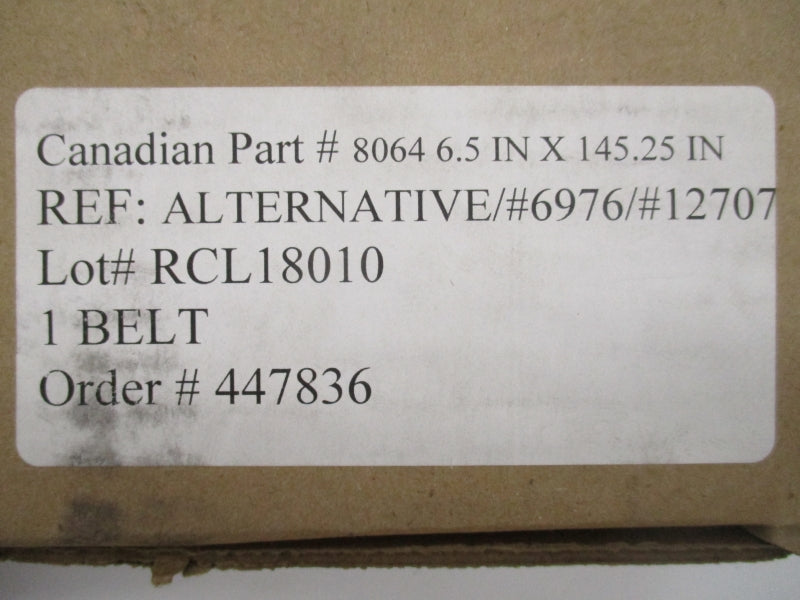 Canadian Part # 8064 6.5 IN X 145.25 IN
REF: ALTERNATIVE/#6976/#12707
Lot# RCL18010
1 BELT
Order # 447836